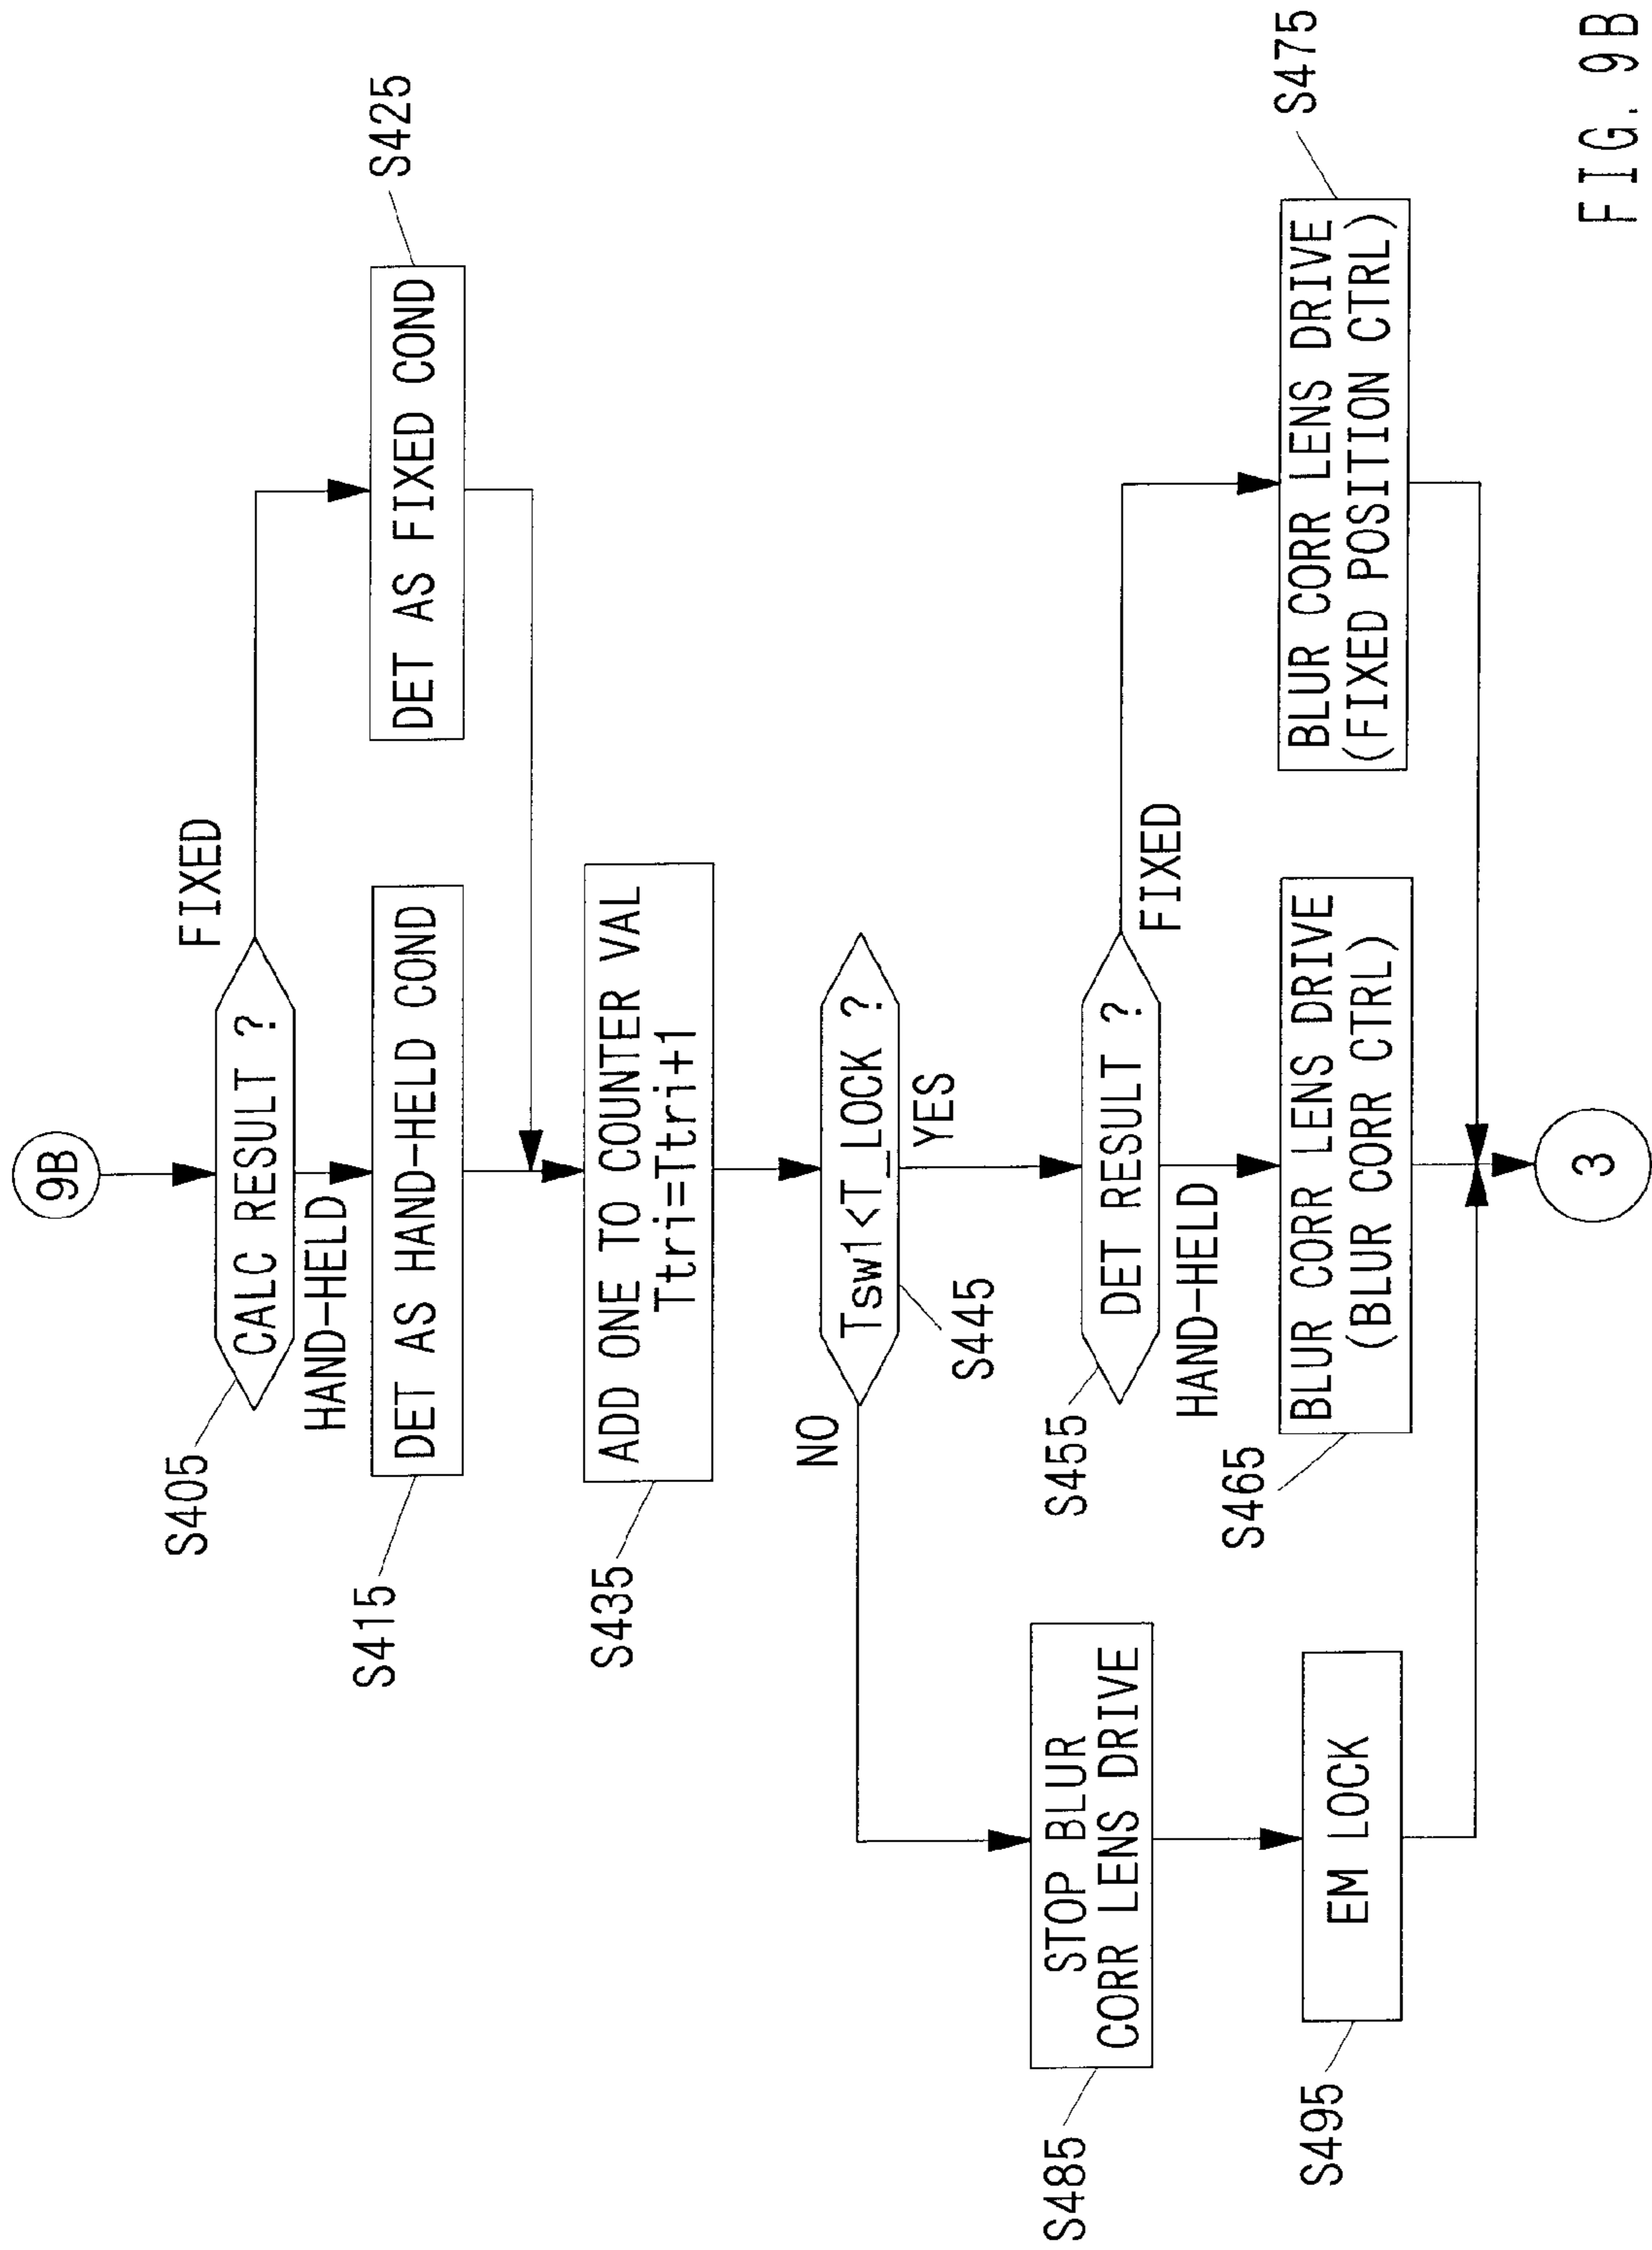 9B
S405
CALC RESULT ?
FIXED
HAND-HELD
S415
DET AS HAND-HELD COND
DET AS FIXED COND
S425
S435
ADD ONE TO COUNTER VAL
Ttri=Ttri+1
NO
Tsw1<T_LOCK ?
YES
S445
S485
STOP BLUR
CORR LENS DRIVE
S455
DET RESULT ?
FIXED
HAND-HELD
S495
EM LOCK
S465
BLUR CORR LENS DRIVE
(BLUR CORR CTRL)
BLUR CORR LENS DRIVE
(FIXED POSITION CTRL)
S475
3
FIG. 9B